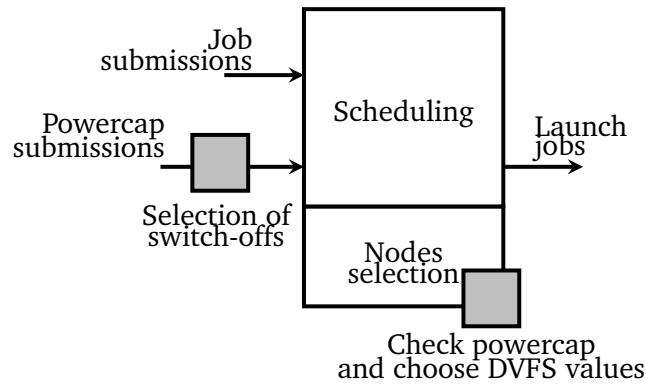 Job
submissions
Scheduling
Powercap
submissions
Launch
jobs
Selection of
switch-offs
Nodes
selection
Check powercap
and choose DVFS values